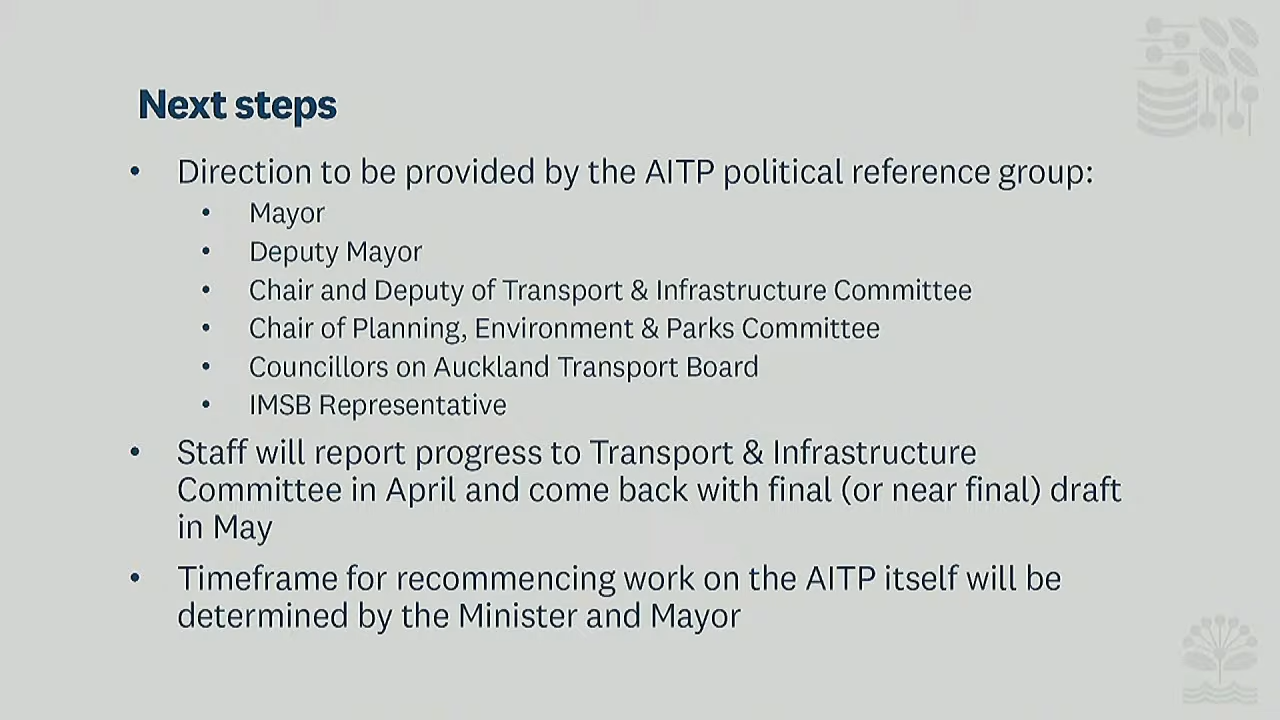 Next steps
• Direction to be provided by the AITP political reference group:
• Mayor
• Deputy Mayor
• Chair and Deputy of Transport & Infrastructure Committee
• Chair of Planning, Environment & Parks Committee
• Councillors on Auckland Transport Board
• IMSB Representative
• Staff will report progress to Transport & Infrastructure
Committee in April and come back with final (or near final) draft
in May
• Timeframe for recommencing work on the AITP itself will be
determined by the Minister and Mayor